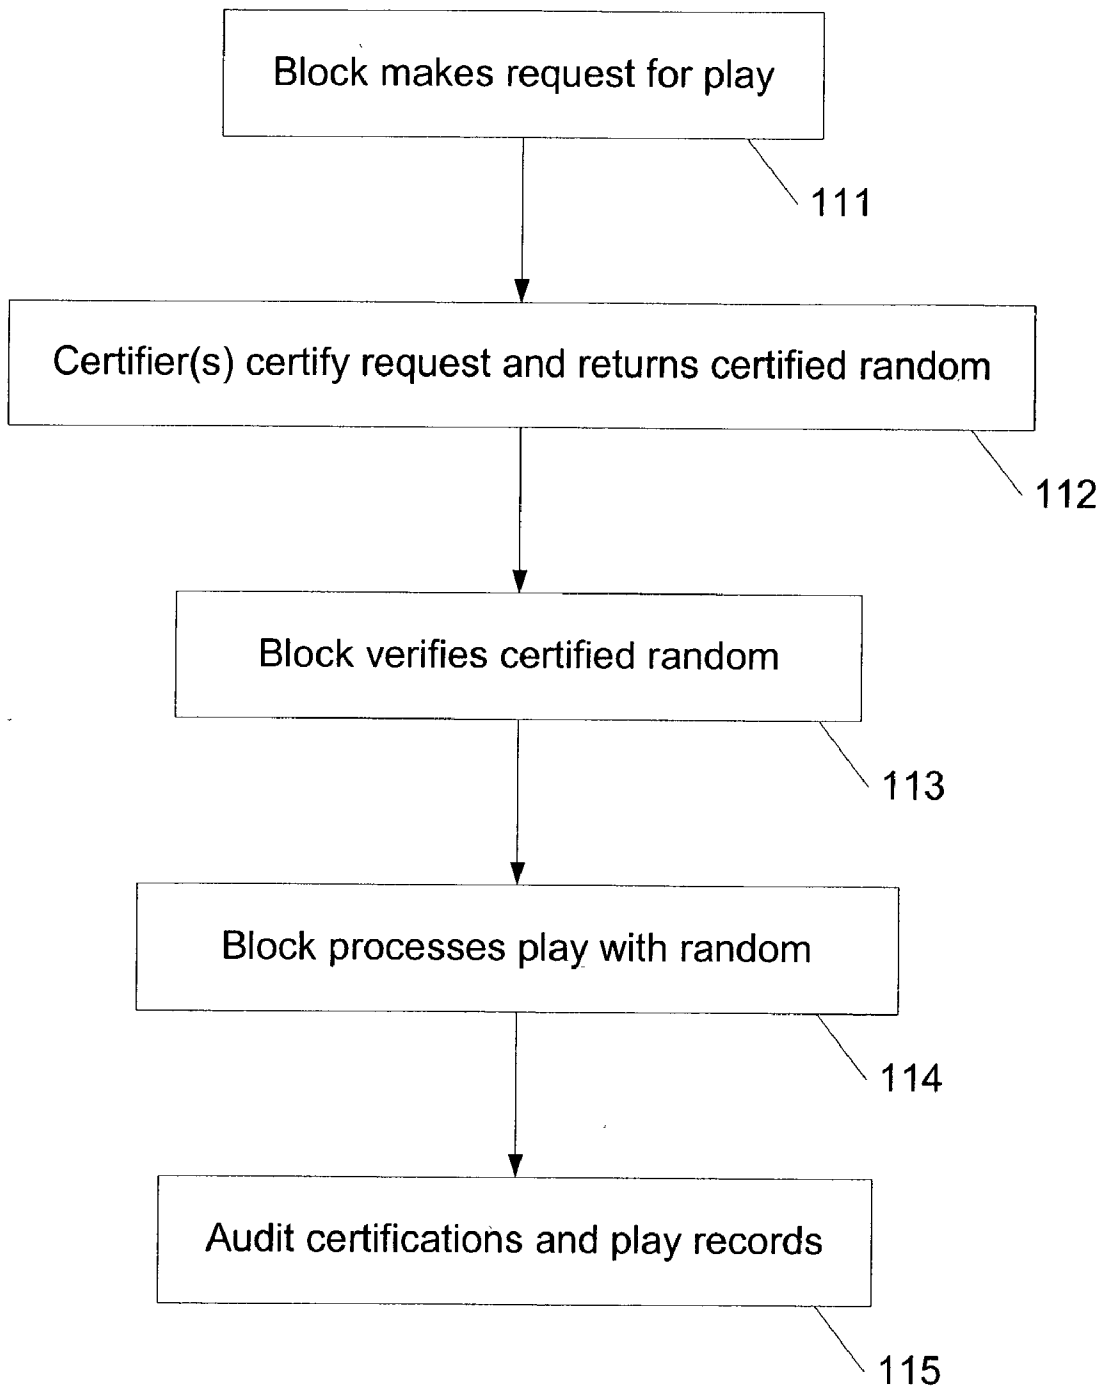 Block makes request for play
111
Certifier(s) certify request and returns certified random
112
Block verifies certified random
113
Block processes play with random
114
Audit certifications and play records
115